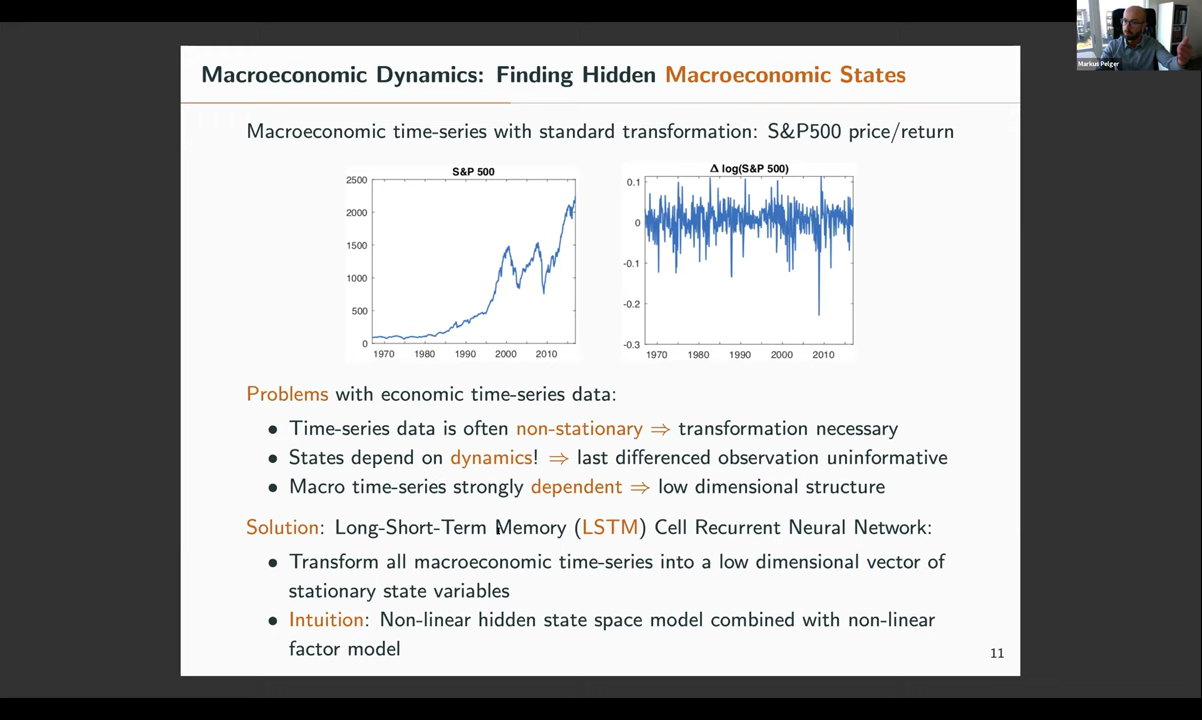 Markus Pelger
Macroeconomic Dynamics: Finding Hidden Macroeconomic States
Macroeconomic time-series with standard transformation: S&P500 price/return
S&P 500
2500
2000
1500
1000
500
0
1970 1980 1990 2000 2010
Δ log(S&P 500)
0.1
0
-0.1
-0.2
-0.3
1970 1980 1990 2000 2010
Problems with economic time-series data:
• Time-series data is often non-stationary ⇒ transformation necessary
• States depend on dynamics! ⇒ last differenced observation uninformative
• Macro time-series strongly dependent ⇒ low dimensional structure
Solution: Long-Short-Term Memory (LSTM) Cell Recurrent Neural Network:
• Transform all macroeconomic time-series into a low dimensional vector of
stationary state variables
• Intuition: Non-linear hidden state space model combined with non-linear
factor model
11